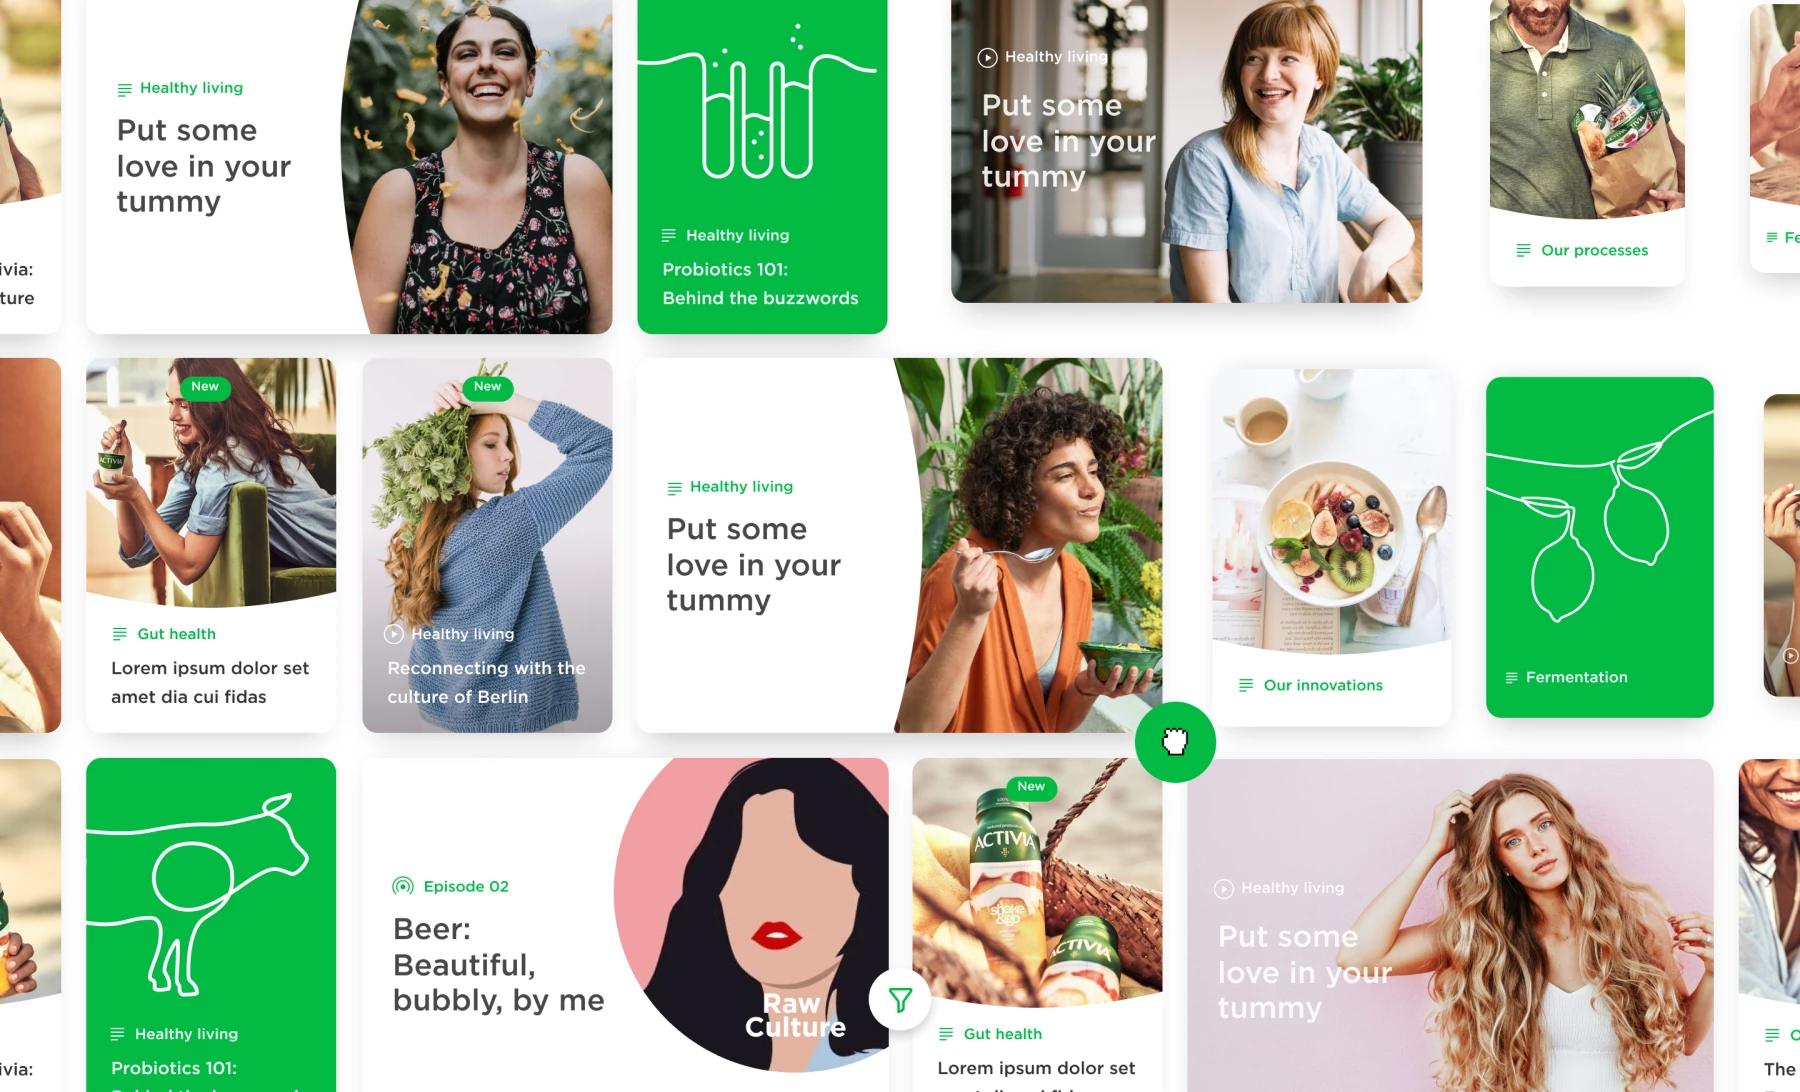 Healthy living
Put some
love in your
tummy
Healthy living
Probiotics 101:
Behind the buzzwords
Healthy living
Put some
love in your
tummy
Our processes
ivia:
ture
New
ACTIVIA
Gut health
Lorem ipsum dolor set
amet dia cui fidas
New
Healthy living
Reconnecting with the
culture of Berlin
Healthy living
Put some
love in your
tummy
Our innovations
Fermentation
Healthy living
Probiotics 101:
Episode 02
Beer:
Beautiful,
bubbly, by me
Raw
Culture
New
ACTIVIA
shake
&go
ACTIVIA
Gut health
Lorem ipsum dolor set
Healthy living
Put some
love in your
tummy
ivia:
The